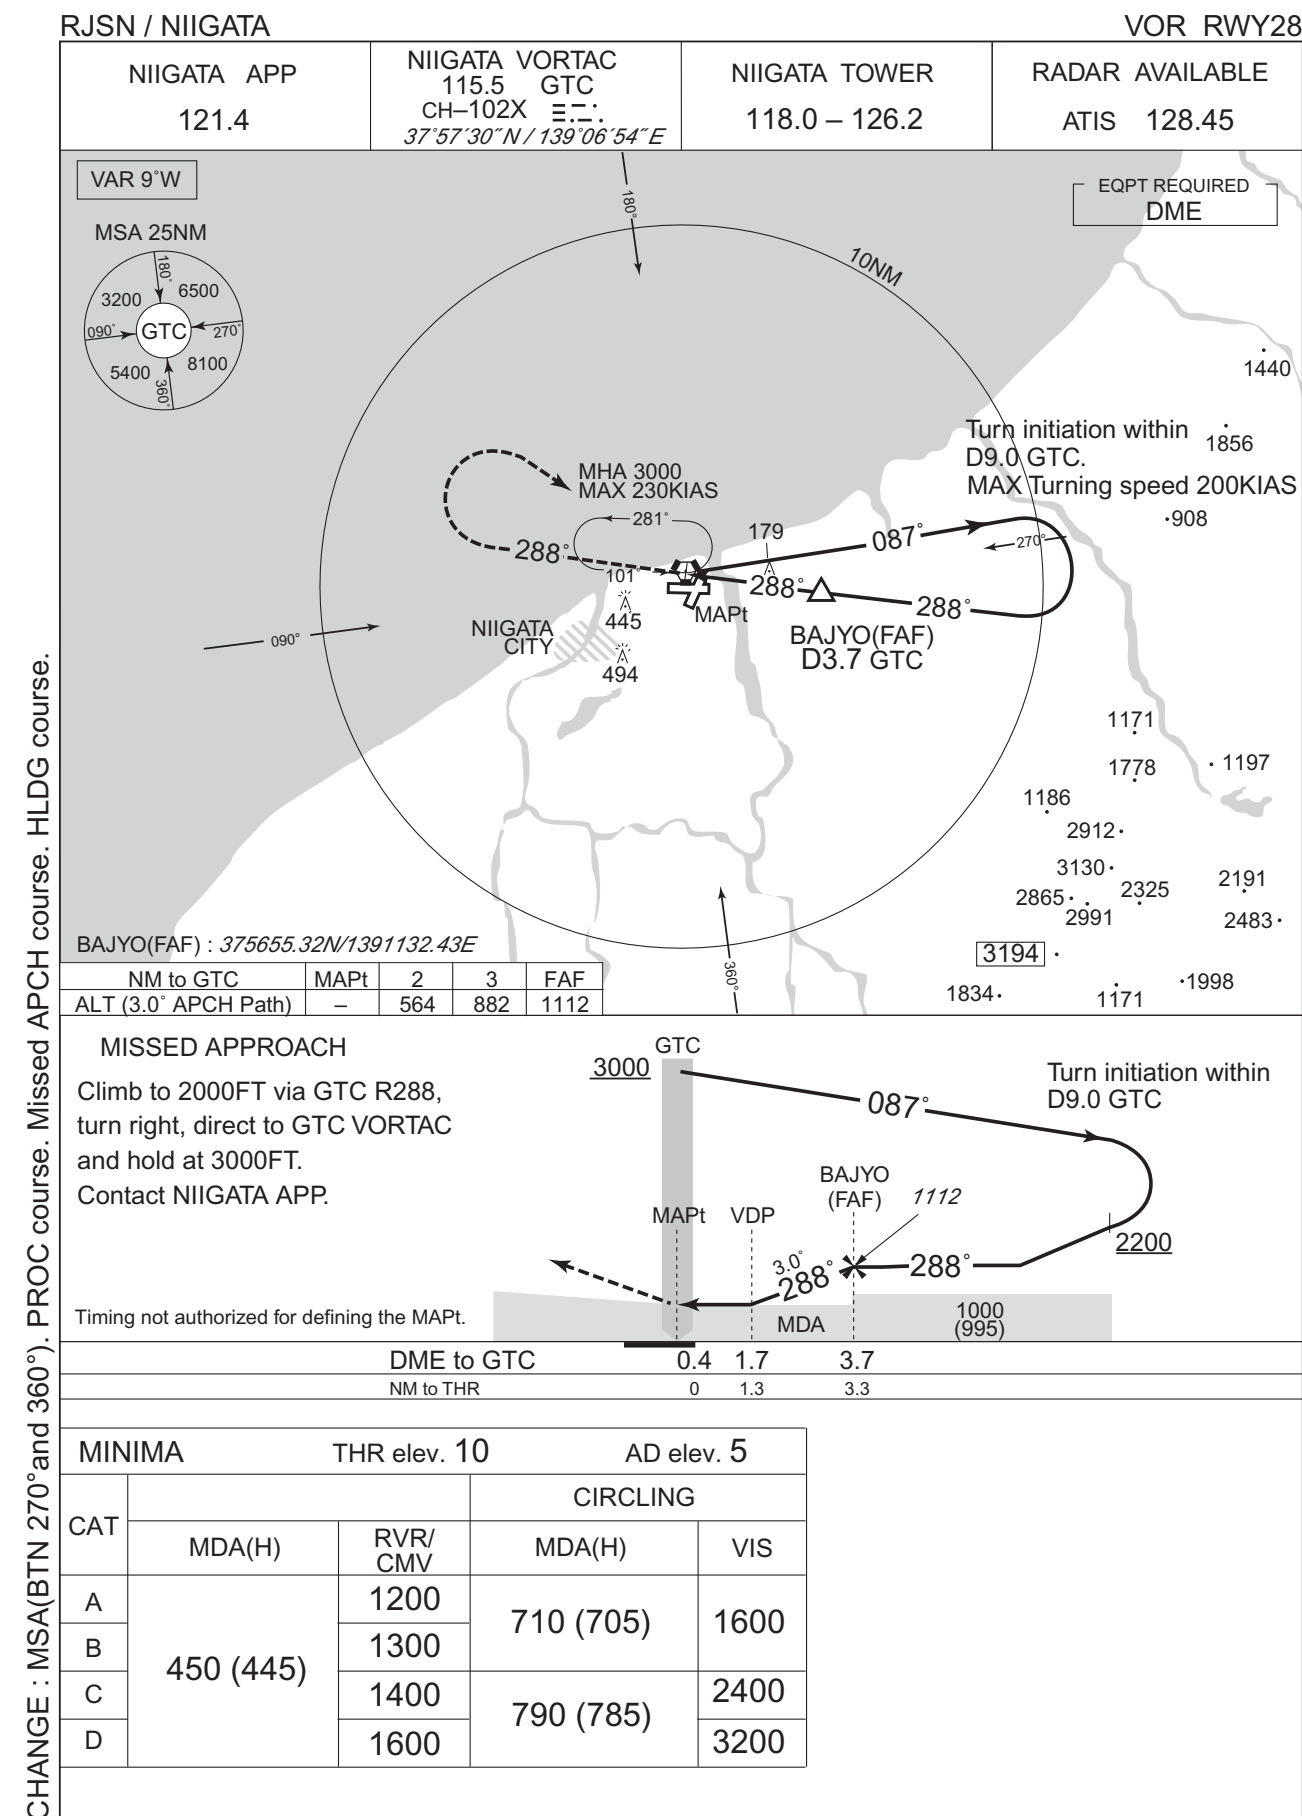 RJSN / NIIGATA VOR RWY28
NIIGATA APP
121.4
NIIGATA VORTAC
115.5 GTC
CH–102X
37°57´30˝N / 139°06´54˝E
NIIGATA TOWER
118.0 – 126.2
RADAR AVAILABLE
ATIS 128.45
VAR 9°W
EQPT REQUIRED
DME
MSA 25NM
180°
3200 6500
090° GTC 270°
5400 8100
360°
180°
10NM
1440
Turn initiation within
D9.0 GTC.
MAX Turning speed 200KIAS
1856
908
MHA 3000
MAX 230KIAS
281°
179
087°
270°
288°
101°
288°
288°
MAPt
445
NIIGATA
CITY
494
BAJYO(FAF)
D3.7 GTC
090°
1171
1778
1197
1186
2912
3130
2865
2325
2191
2991
2483
3194
1998
1834
1171
360°
BAJYO(FAF) : 375655.32N/1391132.43E
NM to GTC MAPt 2 3 FAF
ALT (3.0° APCH Path) – 564 882 1112
MISSED APPROACH
Climb to 2000FT via GTC R288,
turn right, direct to GTC VORTAC
and hold at 3000FT.
Contact NIIGATA APP.
GTC
3000
087°
Turn initiation within
D9.0 GTC
BAJYO
(FAF)
1112
MAPt VDP
2200
3.0°
288°
288°
Timing not authorized for defining the MAPt.
MDA
1000
(995)
DME to GTC 0.4 1.7 3.7
NM to THR 0 1.3 3.3
MINIMA THR elev. 10 AD elev. 5
CAT
CIRCLING
MDA(H)
RVR/
CMV
MDA(H) VIS
A 1200
B 1300
C 1400
D 1600
450 (445)
710 (705) 1600
790 (785) 2400
3200
CHANGE : MSA(BTN 270°and 360°). PROC course. Missed APCH course. HLDG course.